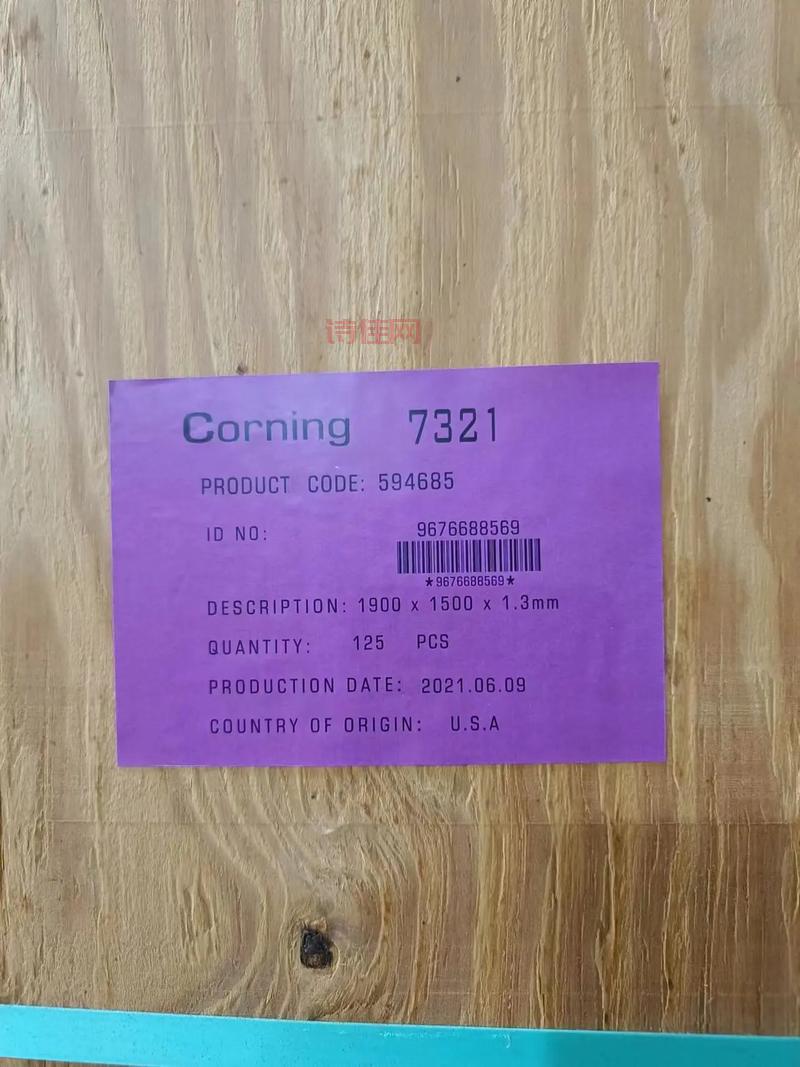 诗佳网
Corning 7321
PRODUCT CODE: 594685
ID NO: 9676688569
*9676688569*
DESCRIPTION: 1900 x 1500 x 1.3mm
QUANTITY: 125 PCS
PRODUCTION DATE: 2021.06.09
COUNTRY OF ORIGIN: U.S.A